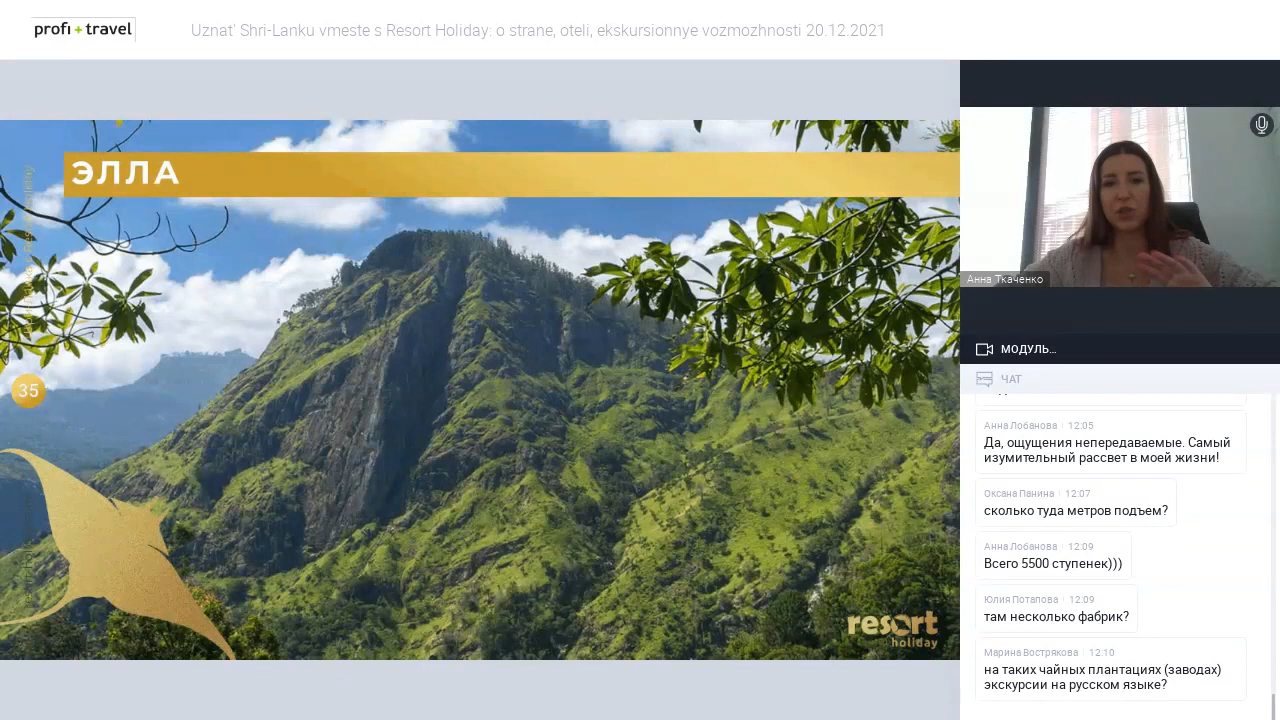 profi + travel
Uznat' Shri-Lanku vmeste s Resort Holiday: o strane, oteli, ekskursionnye vozmozhnosti 20.12.2021
ЭЛЛА
35
resort
holiday
Анна Ткаченко
МОДУЛЬ...
ЧАТ
Анна Лобанова 12:05
Да, ощущения непередаваемые. Самый
изумительный рассвет в моей жизни!
Оксана Панина 12:07
сколько туда метров подъем?
Анна Лобанова 12:09
Всего 5500 ступенек)))
Юлия Потапова 12:09
там несколько фабрик?
Марина Вострякова 12:10
на таких чайных плантациях (заводах)
экскурсии на русском языке?